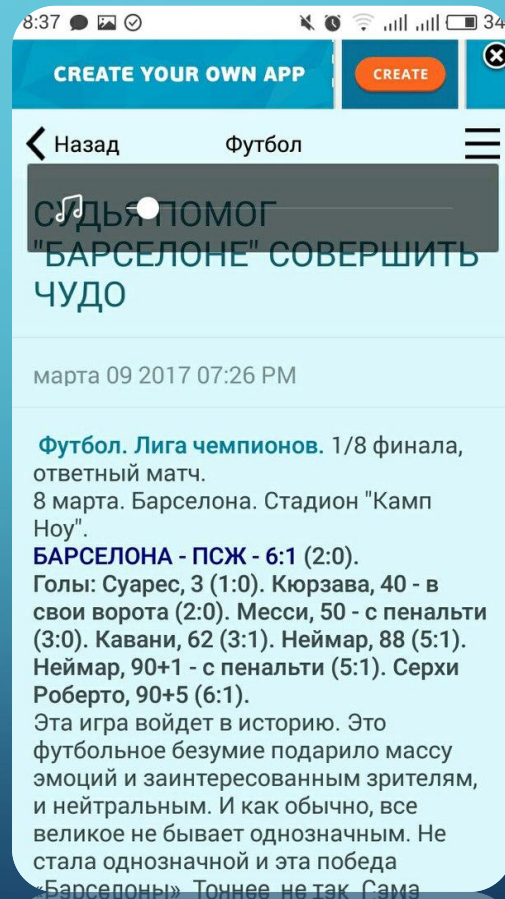 8:37
34
CREATE YOUR OWN APP
CREATE
Назад
Футбол
СУДЬЯ ПОМОГ
"БАРСЕЛОНЕ" СОВЕРШИТЬ
ЧУДО
марта 09 2017 07:26 PM
Футбол. Лига чемпионов. 1/8 финала,
ответный матч.
8 марта. Барселона. Стадион "Камп
Ноу".
БАРСЕЛОНА - ПСЖ - 6:1 (2:0).
Голы: Суарес, 3 (1:0). Кюрзава, 40 - в
свои ворота (2:0). Месси, 50 - с пенальти
(3:0). Кавани, 62 (3:1). Неймар, 88 (5:1).
Неймар, 90+1 - с пенальти (5:1). Серхи
Роберто, 90+5 (6:1).
Эта игра войдет в историю. Это
футбольное безумие подарило массу
эмоций и заинтересованным зрителям,
и нейтральным. И как обычно, все
великое не бывает однозначным. Не
стала однозначной и эта победа
«Барселоны». Точнее, не так. Сама